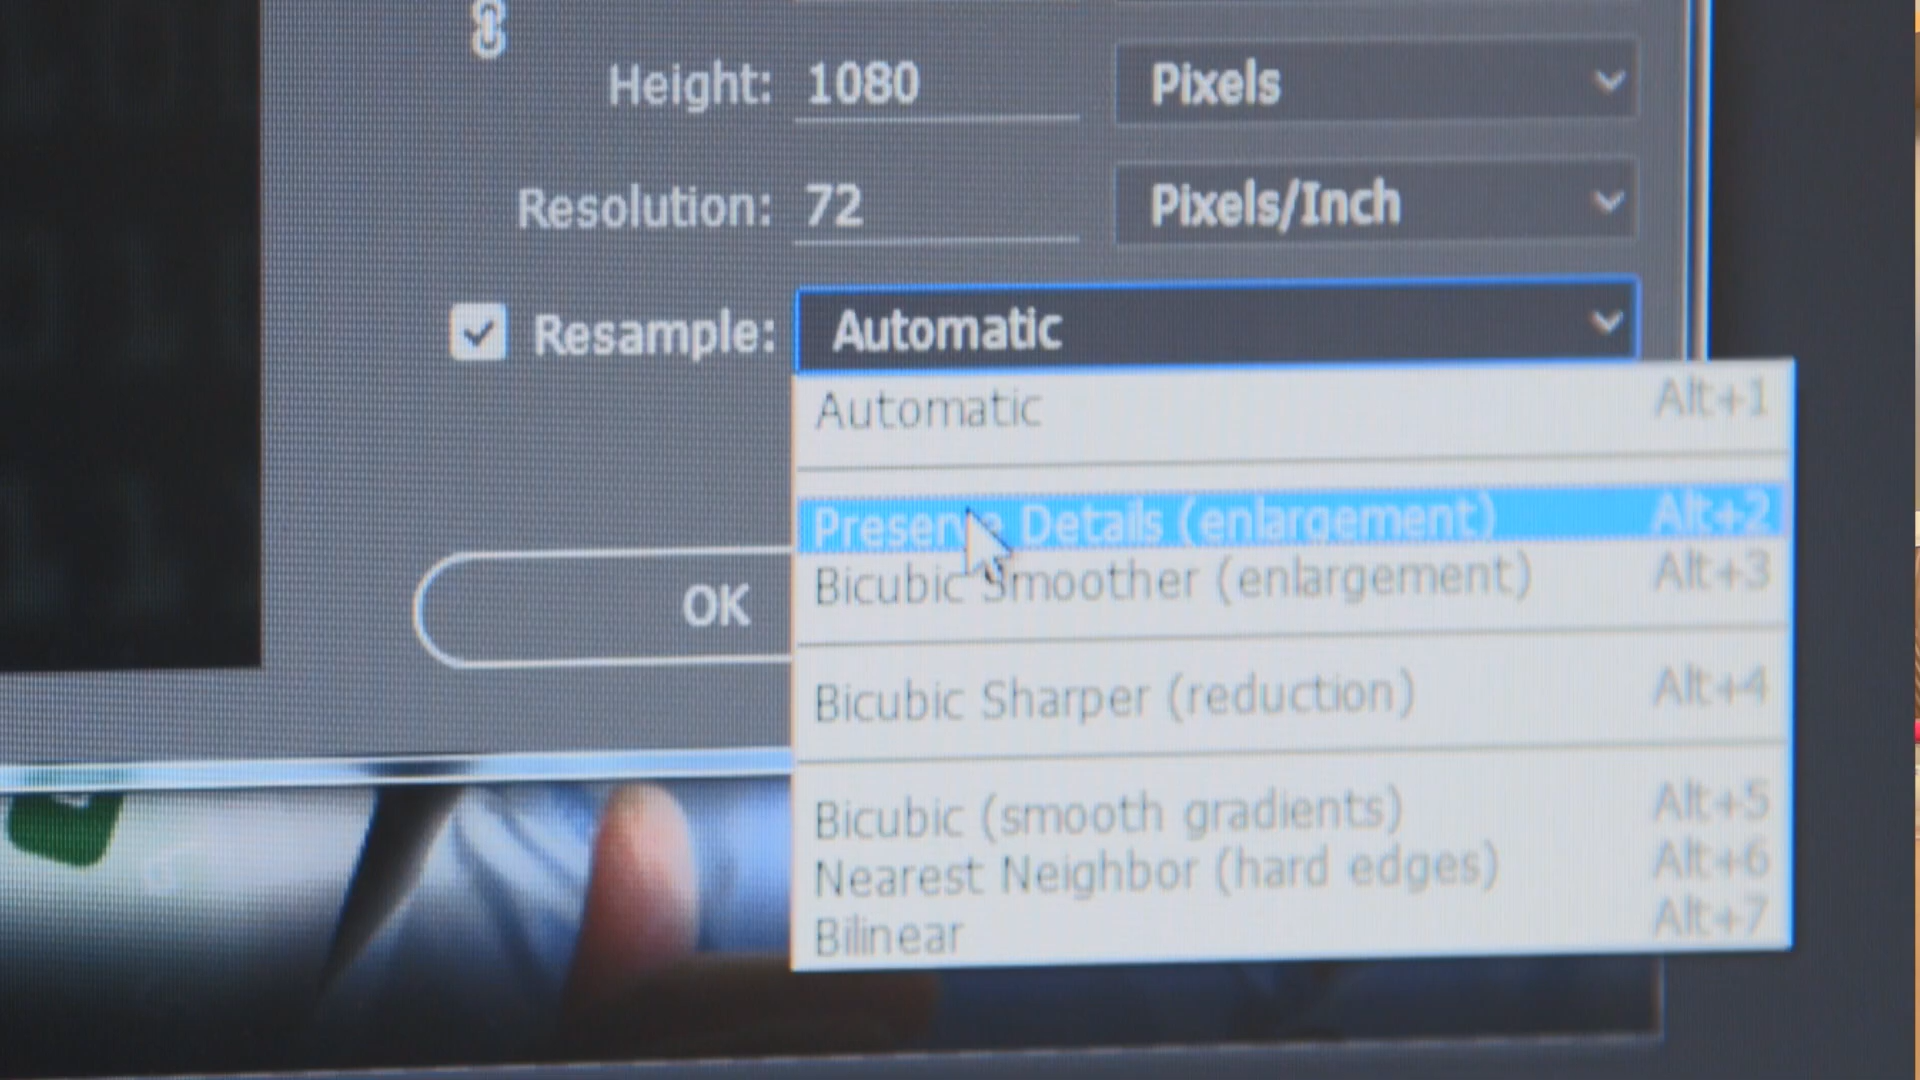 Height: 1080 Pixels
Resolution: 72 Pixels/Inch
Resample: Automatic
Automatic Alt+1
Preserve Details (enlargement) Alt+2
Bicubic Smoother (enlargement) Alt+3
OK
Bicubic Sharper (reduction) Alt+4
Bicubic (smooth gradients) Alt+5
Nearest Neighbor (hard edges) Alt+6
Bilinear Alt+7